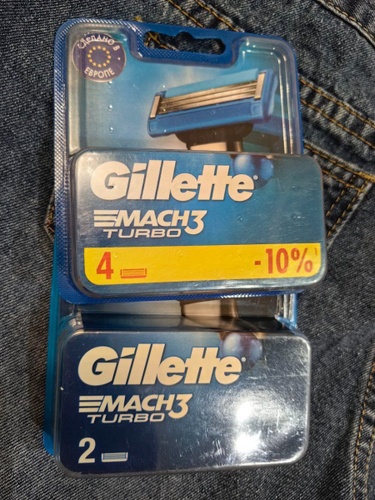 СДЕЛАНО В
ЕВРОПЕ
Gillette
MACH3
TURBO
4 -10%
Gillette
MACH3
TURBO
2